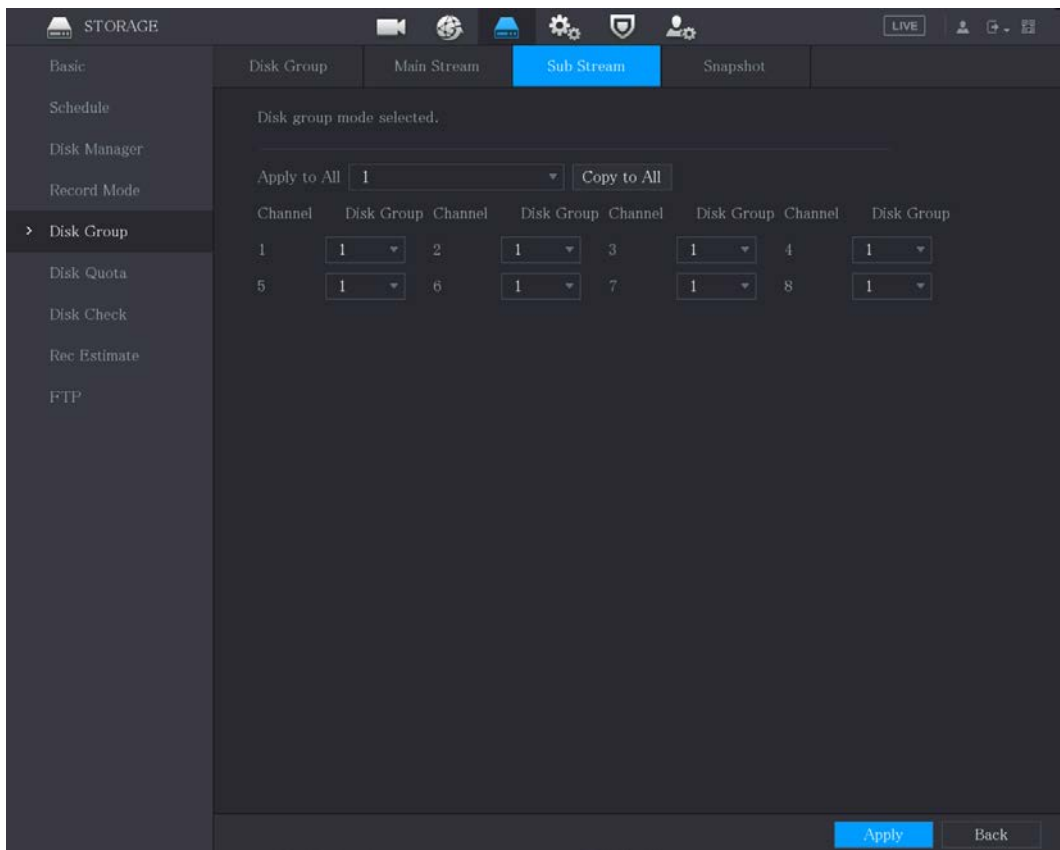 STORAGE
LIVE
Basic
Schedule
Disk Manager
Record Mode
Disk Group
Disk Quota
Disk Check
Rec Estimate
FTP
Disk Group Main Stream Sub Stream Snapshot
Disk group mode selected.
Apply to All 1 Copy to All
Channel Disk Group Channel Disk Group Channel Disk Group Channel Disk Group
1 1 2 1 3 1 4 1
5 1 6 1 7 1 8 1
Apply Back